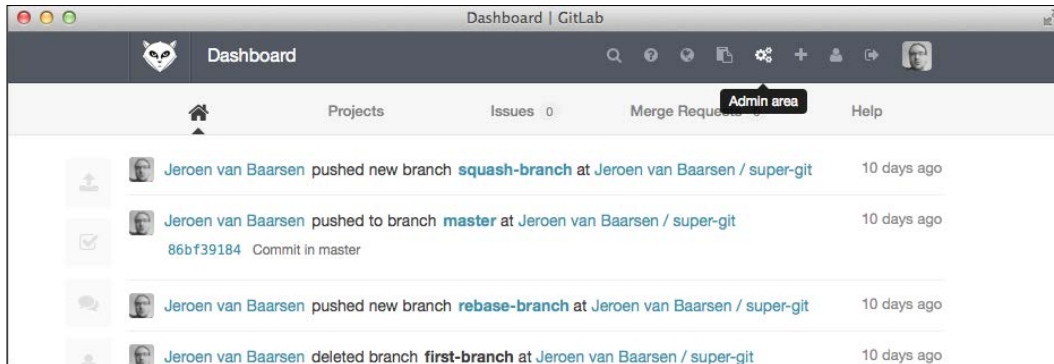 Dashboard | GitLab
Dashboard
Admin area
Projects Issues 0 Merge Requests Help
Jeroen van Baarsen pushed new branch squash-branch at Jeroen van Baarsen / super-git 10 days ago
Jeroen van Baarsen pushed to branch master at Jeroen van Baarsen / super-git 10 days ago
86bf39184 Commit in master
Jeroen van Baarsen pushed new branch rebase-branch at Jeroen van Baarsen / super-git 10 days ago
Jeroen van Baarsen deleted branch first-branch at Jeroen van Baarsen / super-git 10 days ago